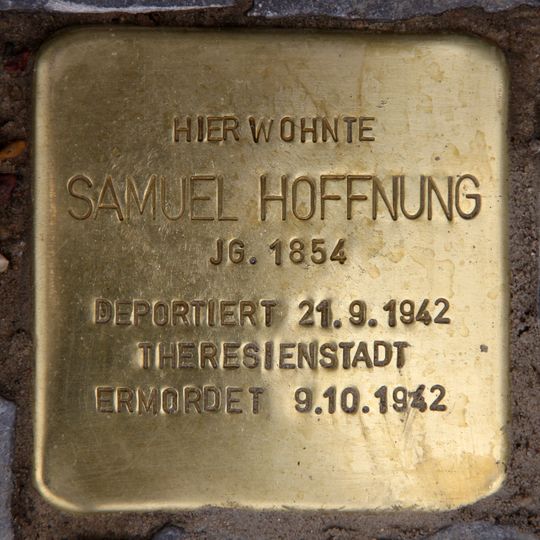 HIER WOHNTE
SAMUEL HOFFNUNG
JG. 1854
DEPORTIERT 21.9.1942
THERESIENSTADT
ERMORDET 9.10.1942